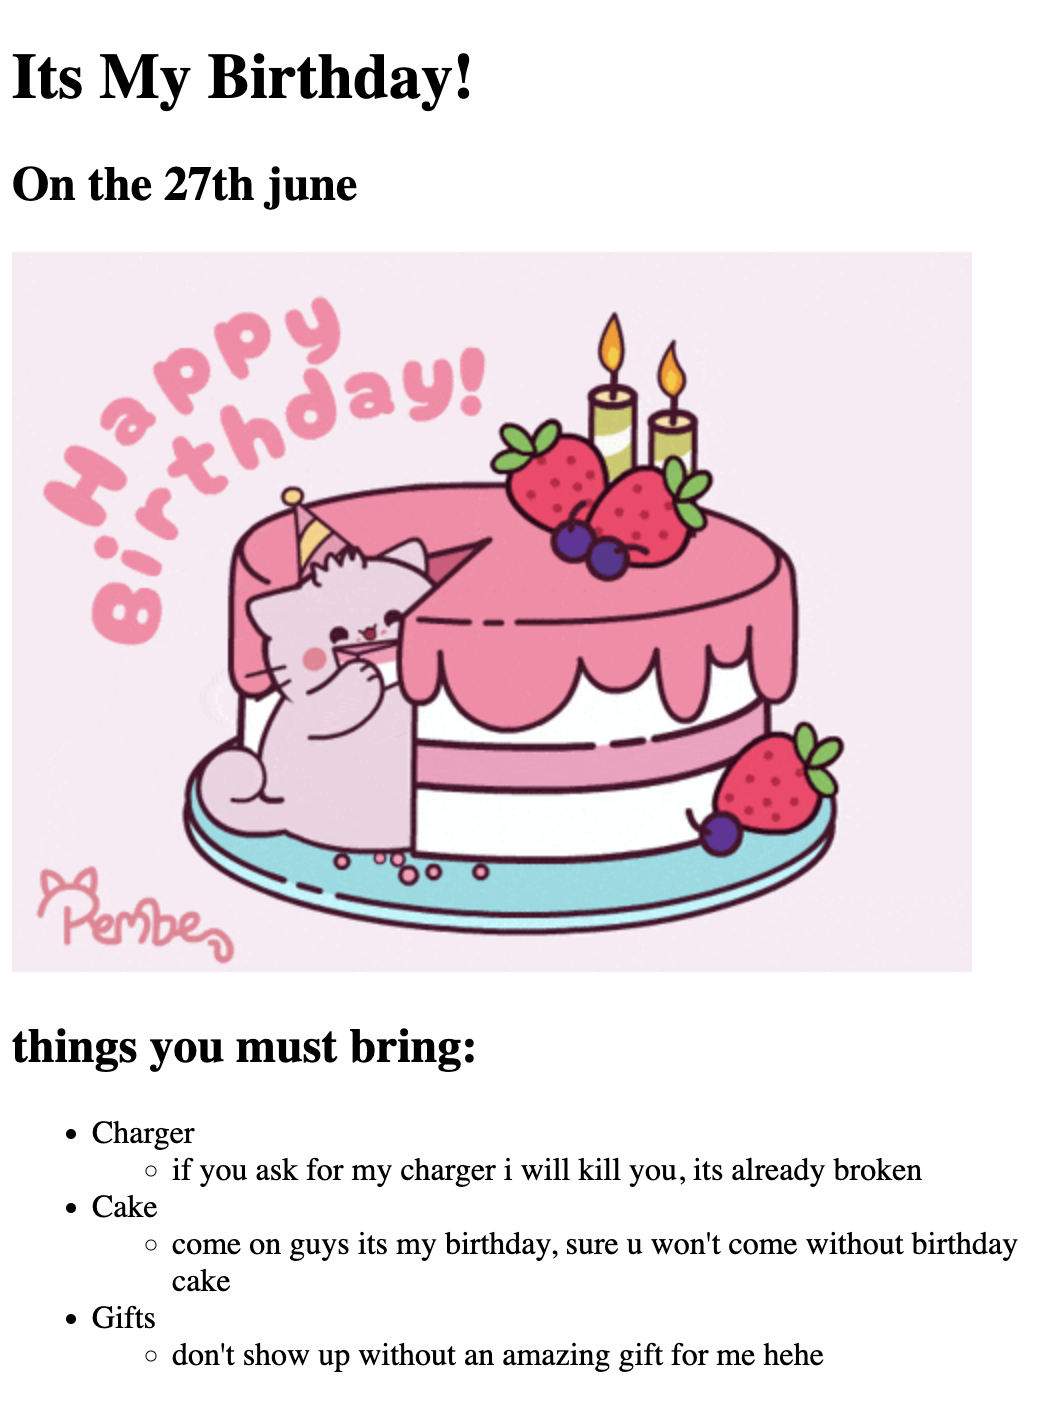 Its My Birthday!
On the 27th june
Happy
Birthday!
Pembe
things you must bring:
Charger
if you ask for my charger i will kill you, its already broken
Cake
come on guys its my birthday, sure u won't come without birthday
cake
Gifts
don't show up without an amazing gift for me hehe